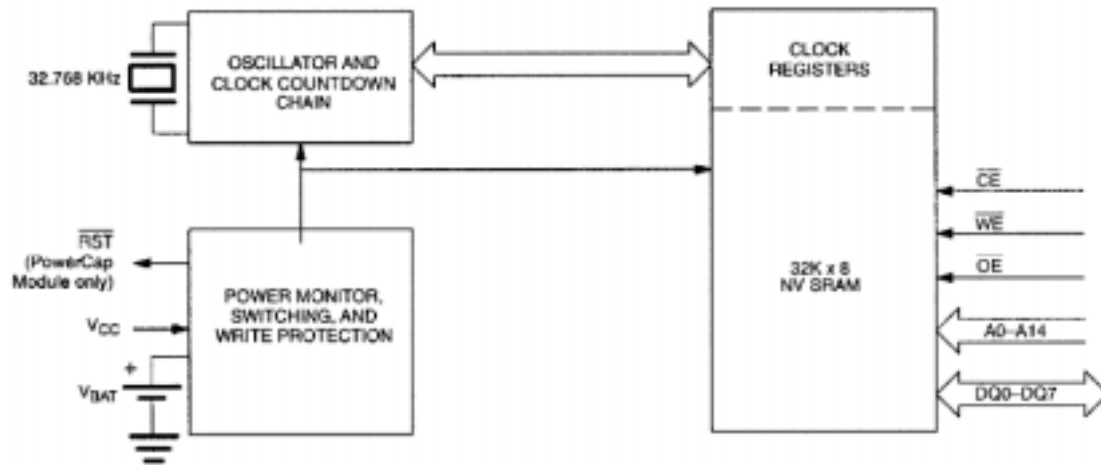 32.768 KHz
OSCILLATOR AND
CLOCK COUNTDOWN
CHAIN
CLOCK
REGISTERS
RST
(PowerCap
Module only)
VCC
VBAT
+
POWER MONITOR,
SWITCHING, AND
WRITE PROTECTION
32K x 8
NV SRAM
CE
WE
OE
A0–A14
DQ0–DQ7